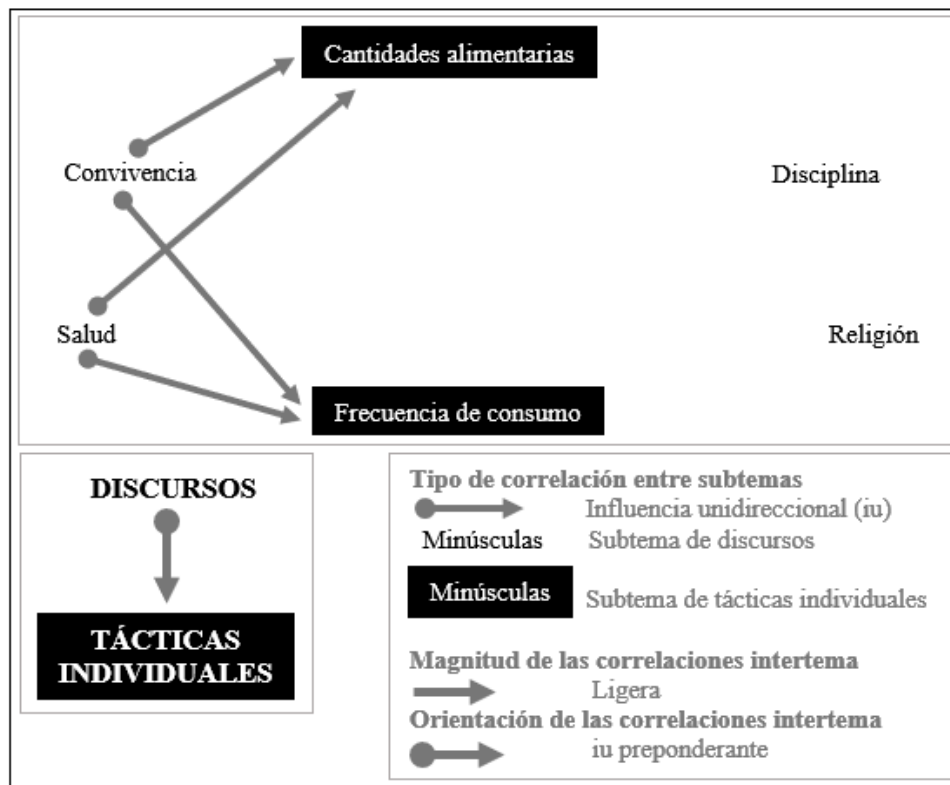 Cantidades alimentarias
Convivencia
Disciplina
Salud
Religión
Frecuencia de consumo
DISCURSOS
TÁCTICAS
INDIVIDUALES
Tipo de correlación entre subtemas
Influencia unidireccional (iu)
Minúsculas Subtema de discursos
Minúsculas Subtema de tácticas individuales
Magnitud de las correlaciones intertema
Ligera
Orientación de las correlaciones intertema
iu preponderante